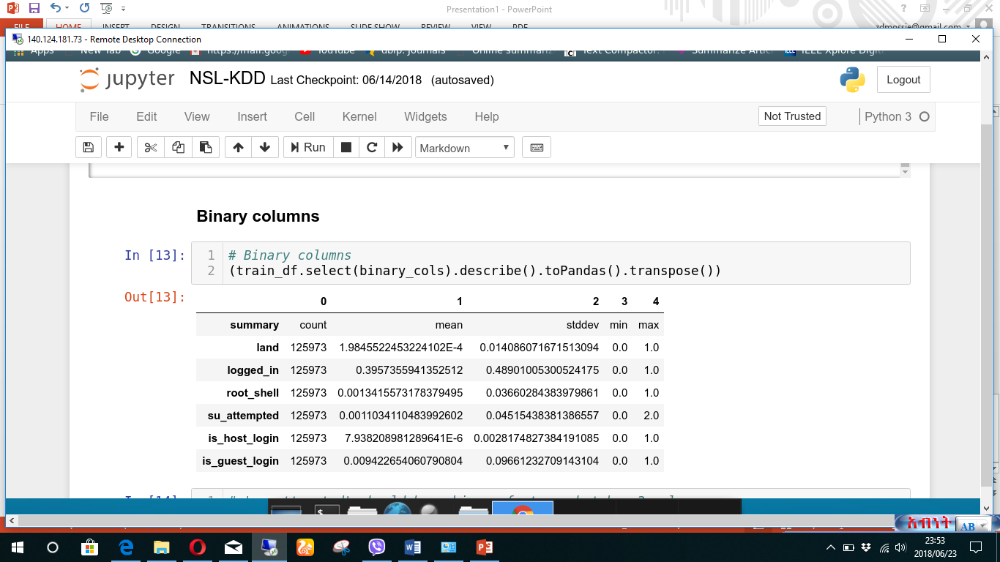 Presentation1 - PowerPoint
FILE HOME INSERT DESIGN TRANSITIONS ANIMATIONS SLIDE SHOW REVIEW VIEW PDF zdmossie@gmail.com
140.124.181.73 - Remote Desktop Connection
Apps New Tab Google https://mail.goog YouTube dblp: journals Online summariz Text Compactor: Summarize Artic IEEE Xplore Digit
jupyter NSL-KDD Last Checkpoint: 06/14/2018 (autosaved) Logout
File Edit View Insert Cell Kernel Widgets Help Not Trusted Python 3
Run Markdown
Binary columns
In [13]: 1 # Binary columns
2 (train_df.select(binary_cols).describe().toPandas().transpose())
Out[13]:
0 1 2 3 4
summary count mean stddev min max
land 125973 1.9845522453224102E-4 0.014086071671513094 0.0 1.0
logged_in 125973 0.3957355941352512 0.48901005300524175 0.0 1.0
root_shell 125973 0.0013415573178379495 0.03660284383979861 0.0 1.0
su_attempted 125973 0.0011034110483992602 0.04515438381386557 0.0 2.0
is_host_login 125973 7.938208981289641E-6 0.0028174827384191085 0.0 1.0
is_guest_login 125973 0.009422654060790804 0.09661232709143104 0.0 1.0
In [14]: 1
አብነት AB
23:53
2018/06/23